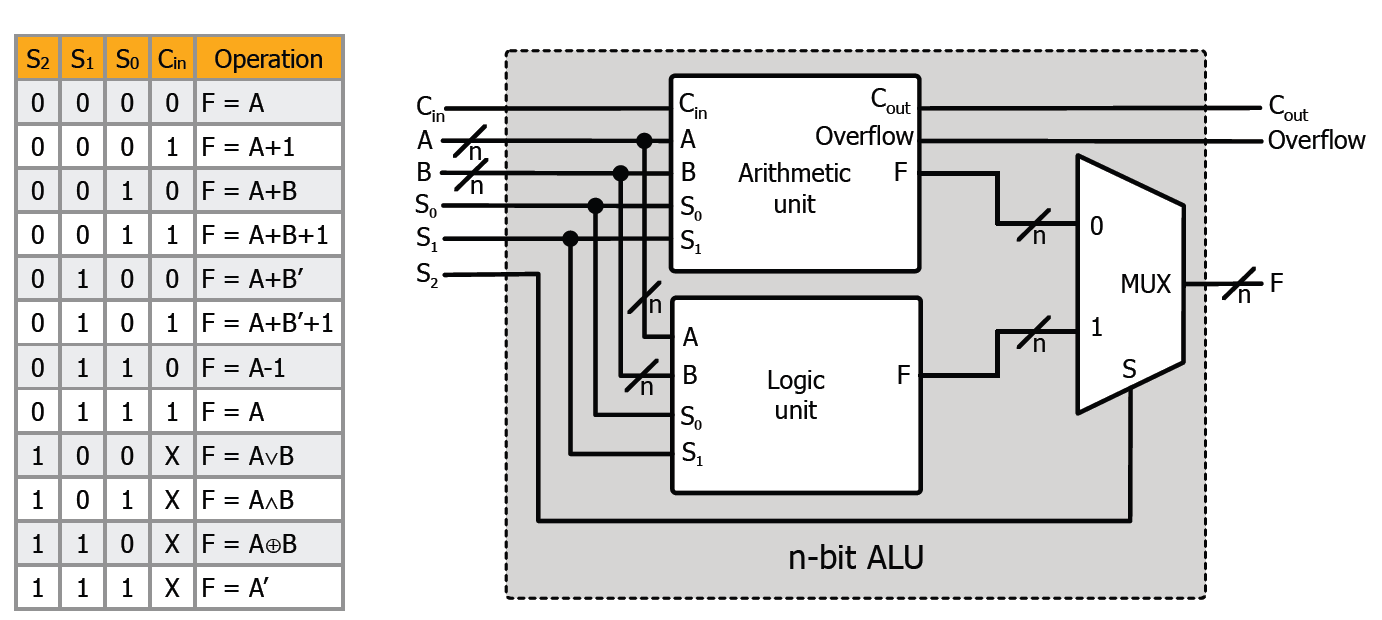 S₂ S₁ S₀ Cᵢₙ Operation
0 0 0 0 F = A
0 0 0 1 F = A+1
0 0 1 0 F = A+B
0 0 1 1 F = A+B+1
0 1 0 0 F = A+B′
0 1 0 1 F = A+B′+1
0 1 1 0 F = A-1
0 1 1 1 F = A
1 0 0 X F = A∨B
1 0 1 X F = A∧B
1 1 0 X F = A⊕B
1 1 1 X F = A′
Cin
A
n
B
n
S₀
S₁
S₂
Cin
A
B
S₀
S₁
Arithmetic
unit
Cout
Overflow
F
n
n
A
B
S₀
S₁
Logic
unit
F
n
n
0
1
MUX
S
Cout
Overflow
n
F
n-bit ALU